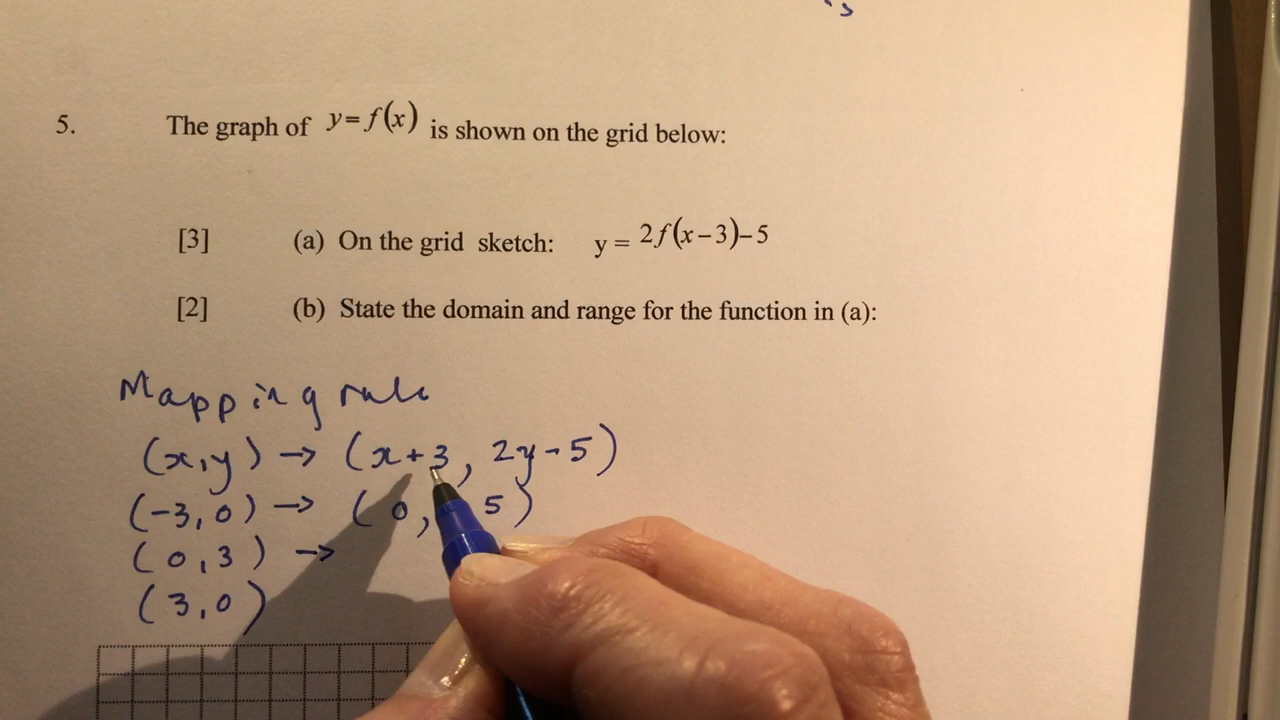 5. The graph of y=f(x) is shown on the grid below:
[3] (a) On the grid sketch: y = 2f(x-3)-5
[2] (b) State the domain and range for the function in (a):
Mapping rule
(x,y) → (x+3, 2y-5)
(-3,0) → (0, 5)
(0,3) →
(3,0)